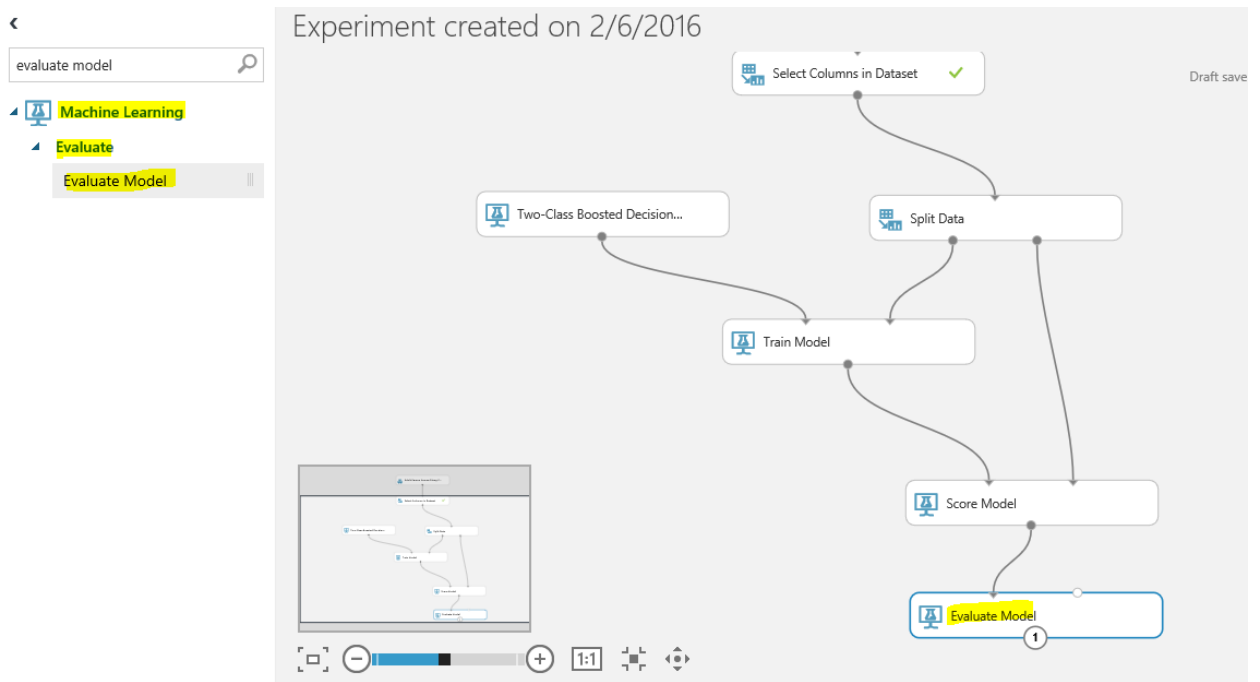 Experiment created on 2/6/2016
evaluate model
Machine Learning
Evaluate
Evaluate Model
Select Columns in Dataset
Draft save
Two-Class Boosted Decision...
Split Data
Train Model
Score Model
Evaluate Model
1
1:1